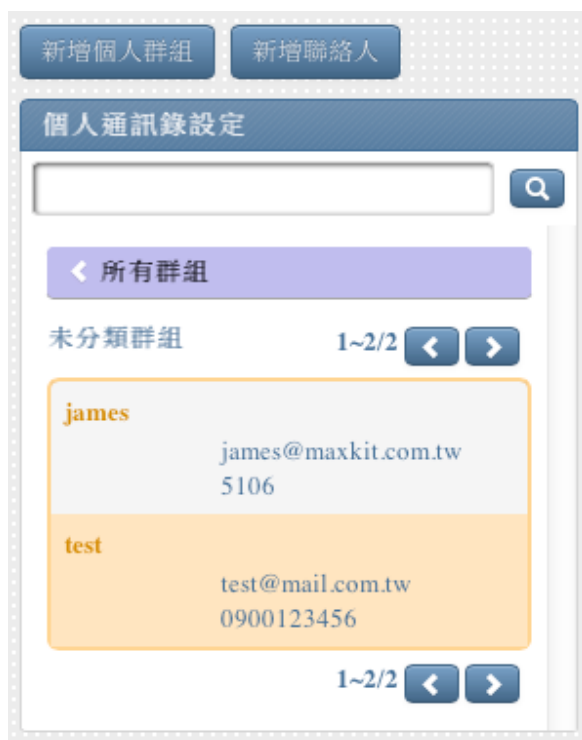 新增個人群組 新增聯絡人
個人通訊錄設定
所有群組
未分類群組 1~2/2
james
james@maxkit.com.tw
5106
test
test@mail.com.tw
0900123456
1~2/2